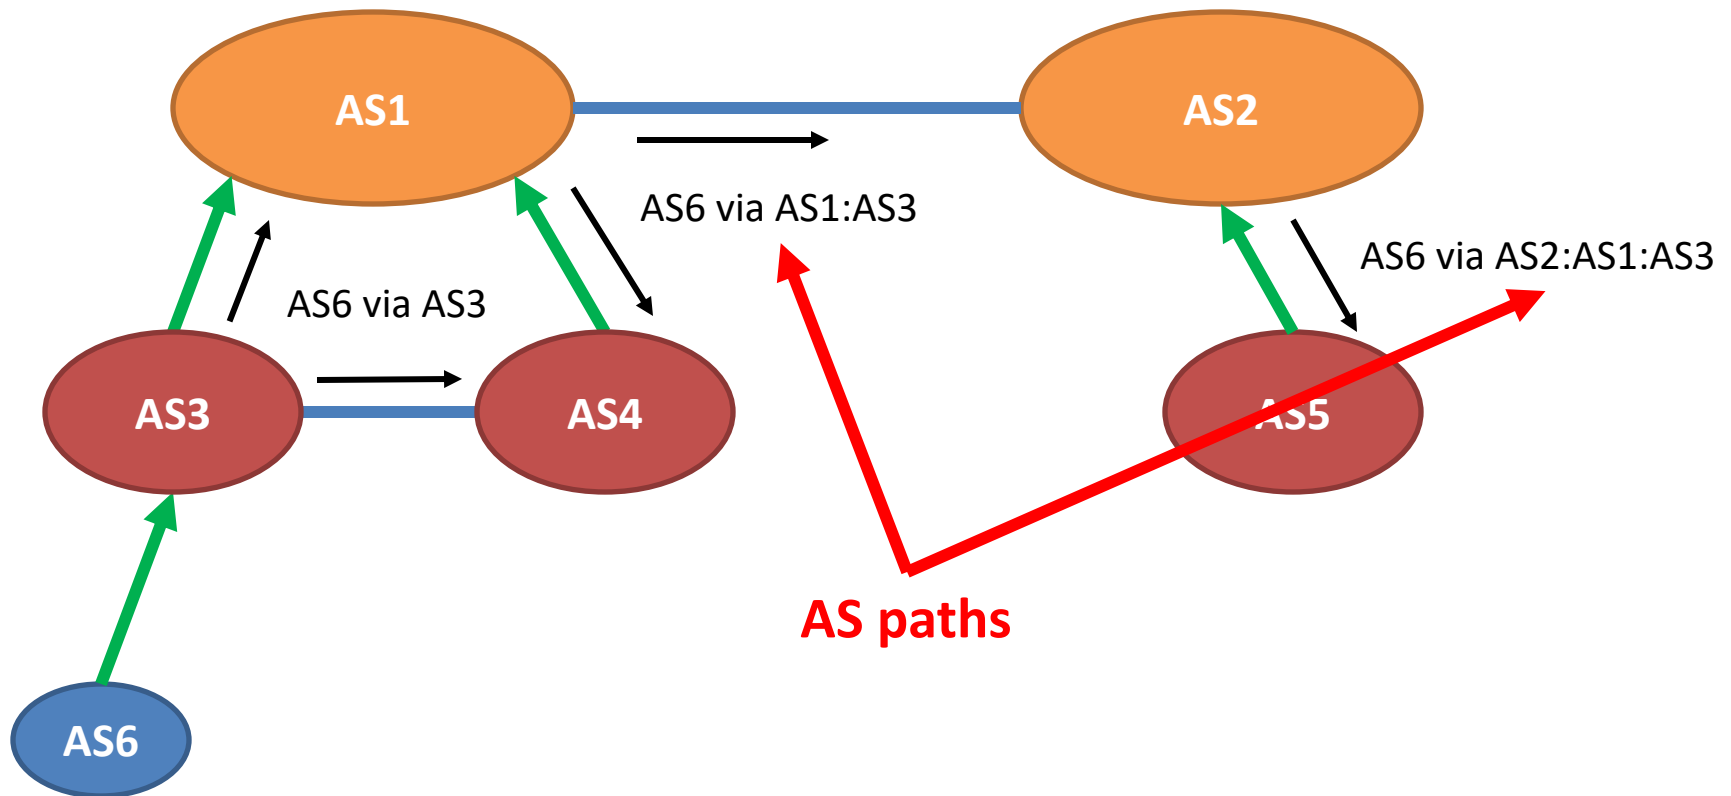 AS1
AS2
AS6 via AS1:AS3
AS6 via AS2:AS1:AS3
AS6 via AS3
AS3
AS4
AS5
AS paths
AS6